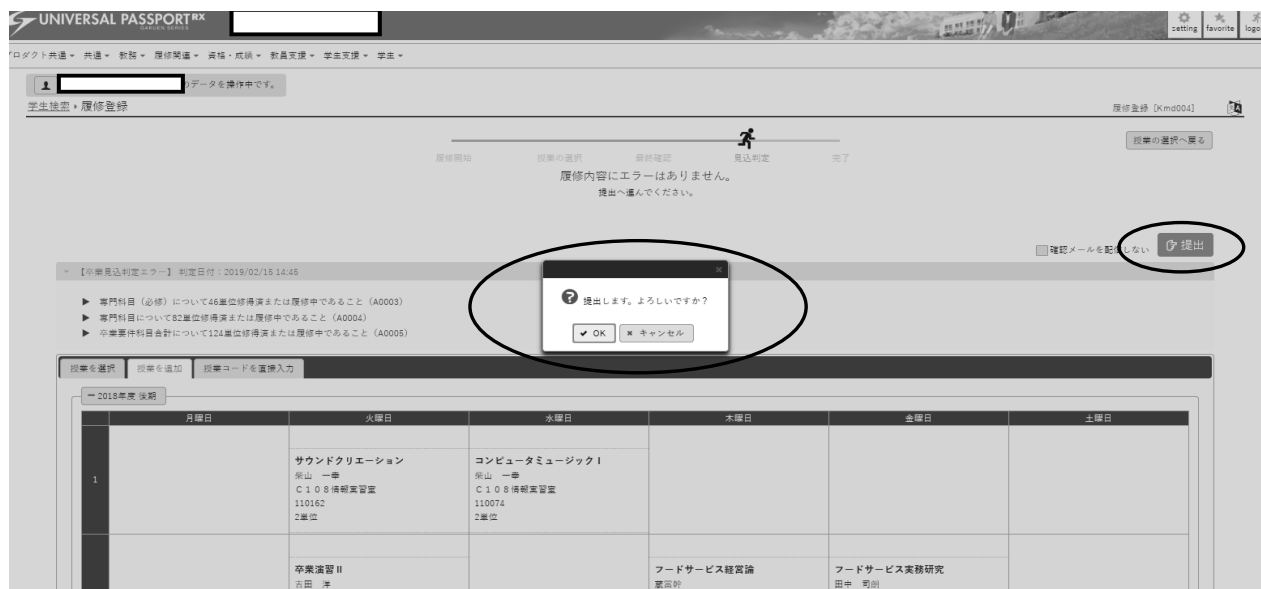 UNIVERSAL PASSPORT RX
GAKUEN SERIES
setting favorite logo
プロダクト共通 共通 教務 履修関連 資格・成績 教員支援 学生支援 学生
のデータを操作中です。
学生検索 › 履修登録
履修登録 [Kmd004]
授業の選択へ戻る
履修開始 授業の選択 最終確認 見込判定 完了
履修内容にエラーはありません。
提出へ進んでください。
確認メールを配信しない 提出
【卒業見込判定エラー】 判定日付：2019/02/15 14:45
▶ 専門科目（必修）について46単位修得済または履修中であること（A0003）
▶ 専門科目について82単位修得済または履修中であること（A0004）
▶ 卒業要件科目合計について124単位修得済または履修中であること（A0005）
提出します。よろしいですか？
OK キャンセル
授業を選択 授業を追加 授業コードを直接入力
2018年度 後期
月曜日 火曜日 水曜日 木曜日 金曜日 土曜日
1
サウンドクリエーション
柴山 一幸
C108情報実習室
110162
2単位
コンピュータミュージックⅠ
柴山 一幸
C108情報実習室
110074
2単位
卒業演習Ⅱ
吉田 洋
フードサービス経営論
フードサービス実務研究
田中 司朗